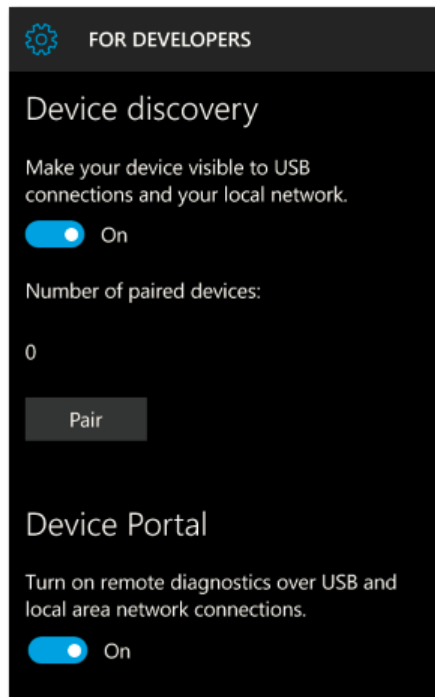 FOR DEVELOPERS
Device discovery
Make your device visible to USB
connections and your local network.
On
Number of paired devices:
0
Pair
Device Portal
Turn on remote diagnostics over USB and
local area network connections.
On